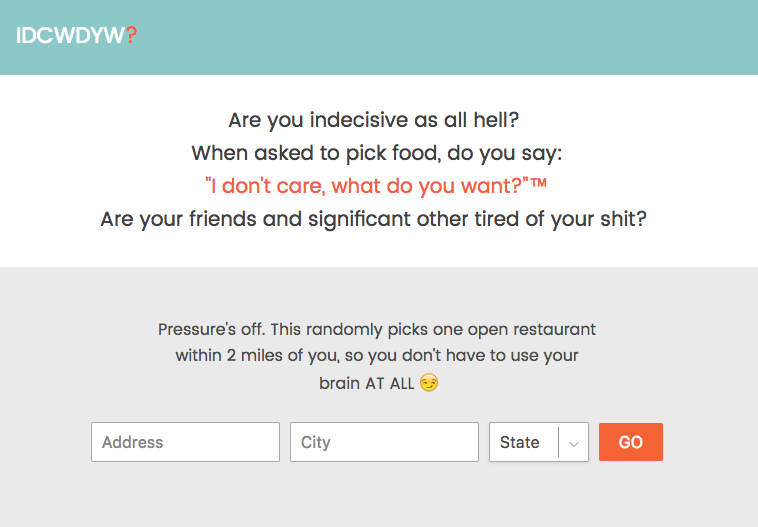 IDCWDYW?
Are you indecisive as all hell?
When asked to pick food, do you say:
"I don't care, what do you want?"™
Are your friends and significant other tired of your shit?
Pressure's off. This randomly picks one open restaurant
within 2 miles of you, so you don't have to use your
brain AT ALL 😏
Address City State GO